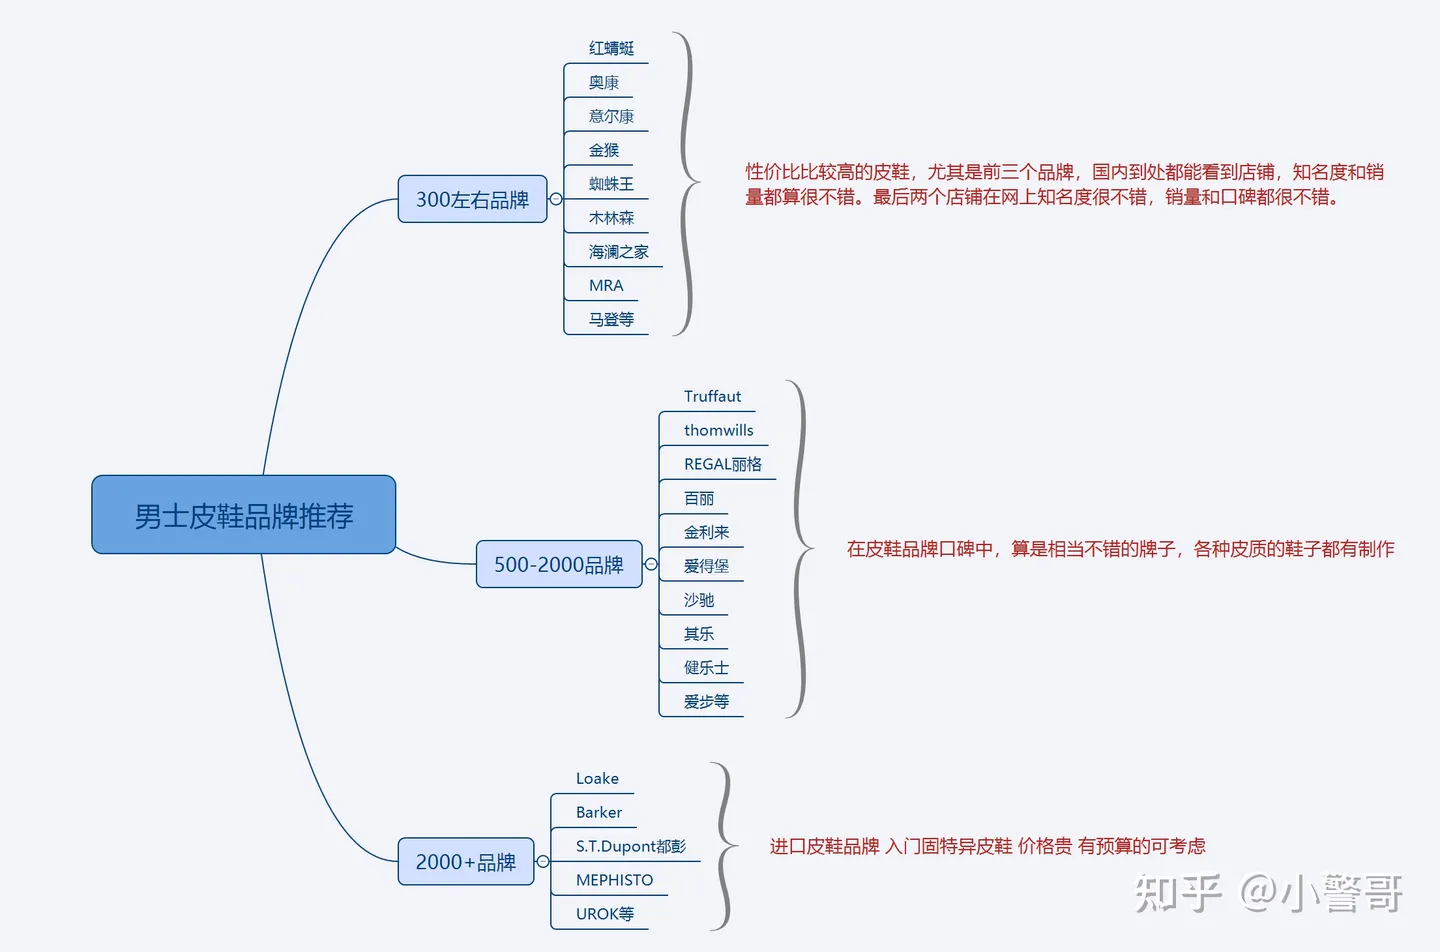 男士皮鞋品牌推荐
300左右品牌
红蜻蜓
奥康
意尔康
金猴
蜘蛛王
木林森
海澜之家
MRA
马登等
性价比比较高的皮鞋，尤其是前三个品牌，国内到处都能看到店铺，知名度和销
量都算很不错。最后两个店铺在网上知名度很不错，销量和口碑都很不错。
500-2000品牌
Truffaut
thomwills
REGAL丽格
百丽
金利来
爱得堡
沙驰
其乐
健乐士
爱步等
在皮鞋品牌口碑中，算是相当不错的牌子，各种皮质的鞋子都有制作
2000+品牌
Loake
Barker
S.T.Dupont都彭
MEPHISTO
UROK等
进口皮鞋品牌 入门固特异皮鞋 价格贵 有预算的可考虑
知乎 @小警哥